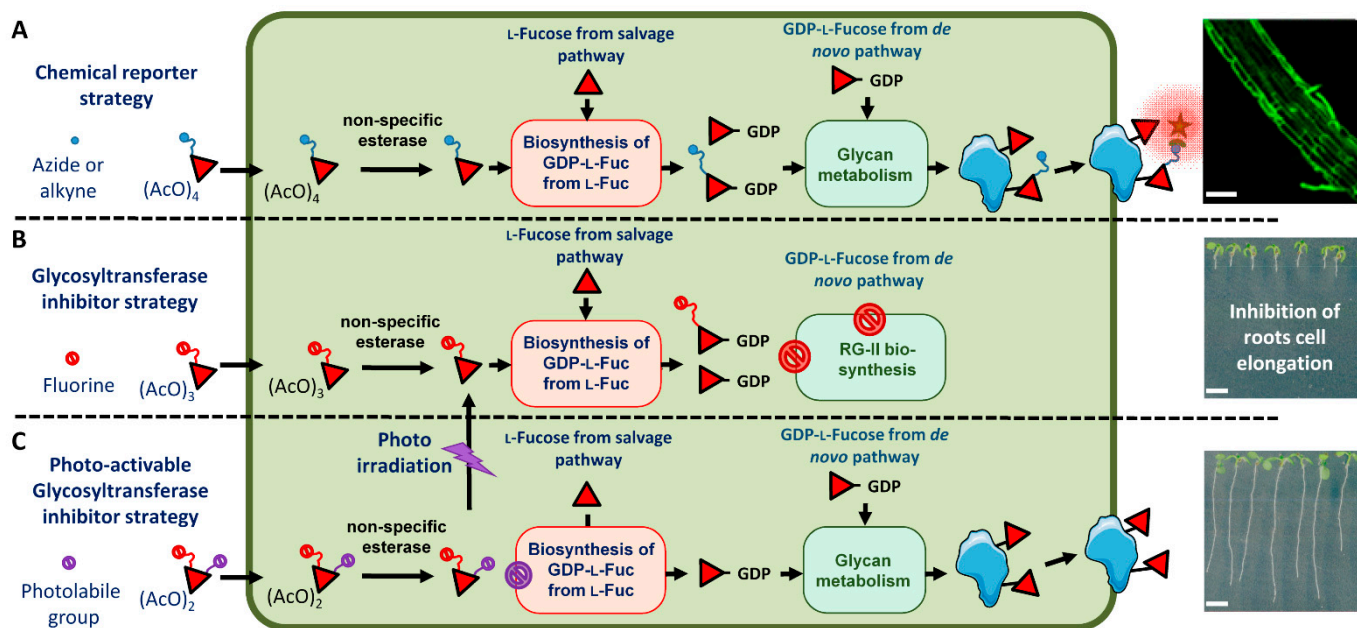 A
Chemical reporter
strategy
Azide or
alkyne
(AcO)4
(AcO)4
non-specific
esterase
L-Fucose from salvage
pathway
Biosynthesis of
GDP-L-Fuc
from L-Fuc
GDP
GDP
GDP-L-Fucose from de
novo pathway
GDP
Glycan
metabolism
B
Glycosyltransferase
inhibitor strategy
Fluorine
(AcO)3
(AcO)3
non-specific
esterase
L-Fucose from salvage
pathway
Biosynthesis of
GDP-L-Fuc
from L-Fuc
GDP
GDP
GDP-L-Fucose from de
novo pathway
RG-II bio-
synthesis
Inhibition of
roots cell
elongation
C
Photo-activable
Glycosyltransferase
inhibitor strategy
Photolabile
group
(AcO)2
(AcO)2
non-specific
esterase
Photo
irradiation
L-Fucose from salvage
pathway
Biosynthesis of
GDP-L-Fuc
from L-Fuc
GDP
GDP-L-Fucose from de
novo pathway
GDP
Glycan
metabolism